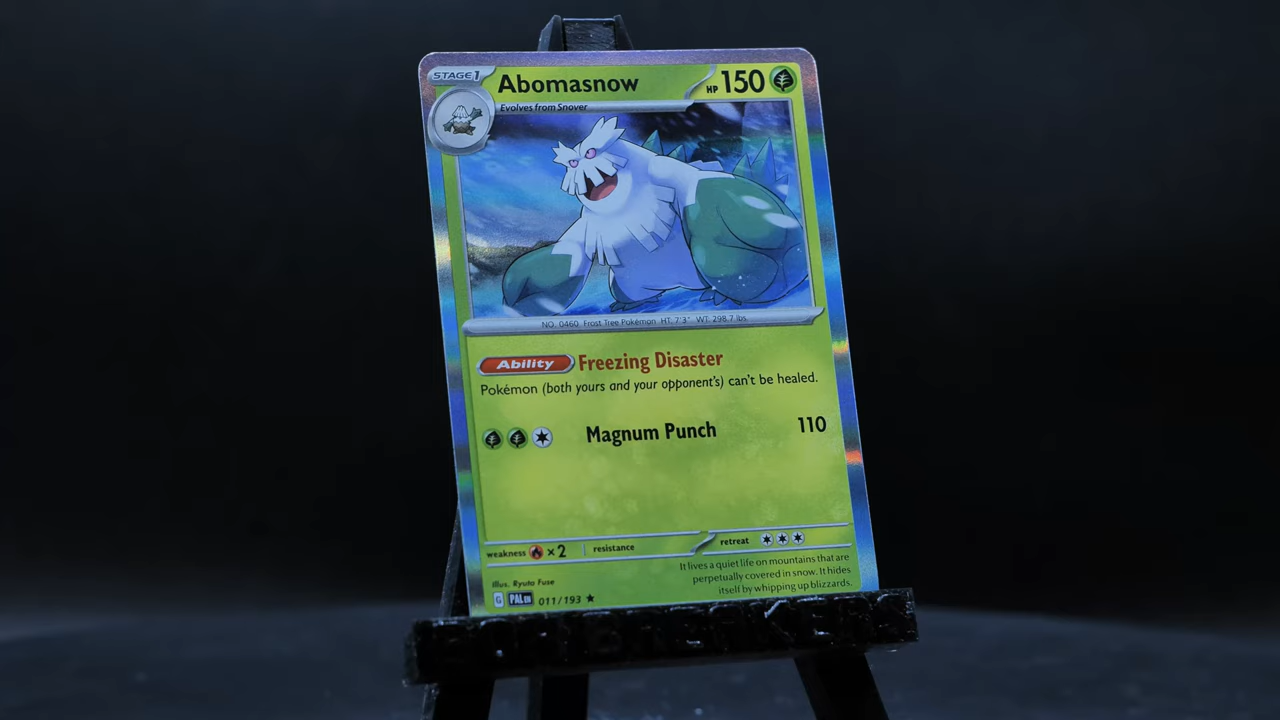 STAGE 1 Abomasnow HP 150
Evolves from Snover
NO. 0460 Frost Tree Pokémon HT: 7'3" WT: 298.7 lbs.
Ability Freezing Disaster
Pokémon (both yours and your opponent's) can't be healed.
Magnum Punch 110
weakness ×2 resistance retreat
It lives a quiet life on mountains that are
perpetually covered in snow. It hides
itself by whipping up blizzards.
Illus. Ryuta Fuse
G PAL EN 011/193 ★